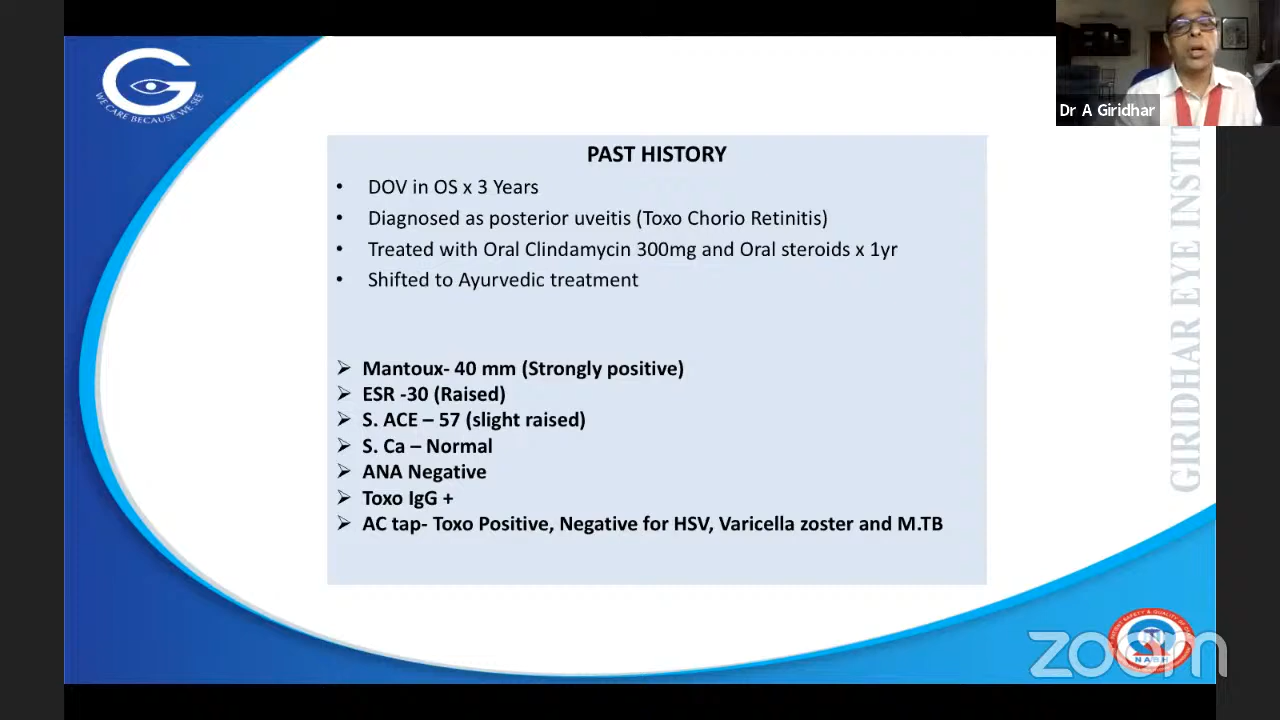 WE CARE BECAUSE WE SEE
Dr A Giridhar
PAST HISTORY
• DOV in OS x 3 Years
• Diagnosed as posterior uveitis (Toxo Chorio Retinitis)
• Treated with Oral Clindamycin 300mg and Oral steroids x 1yr
• Shifted to Ayurvedic treatment
➢ Mantoux- 40 mm (Strongly positive)
➢ ESR -30 (Raised)
➢ S. ACE – 57 (slight raised)
➢ S. Ca – Normal
➢ ANA Negative
➢ Toxo IgG +
➢ AC tap- Toxo Positive, Negative for HSV, Varicella zoster and M.TB
GIRIDHAR EYE
zoom
NABH